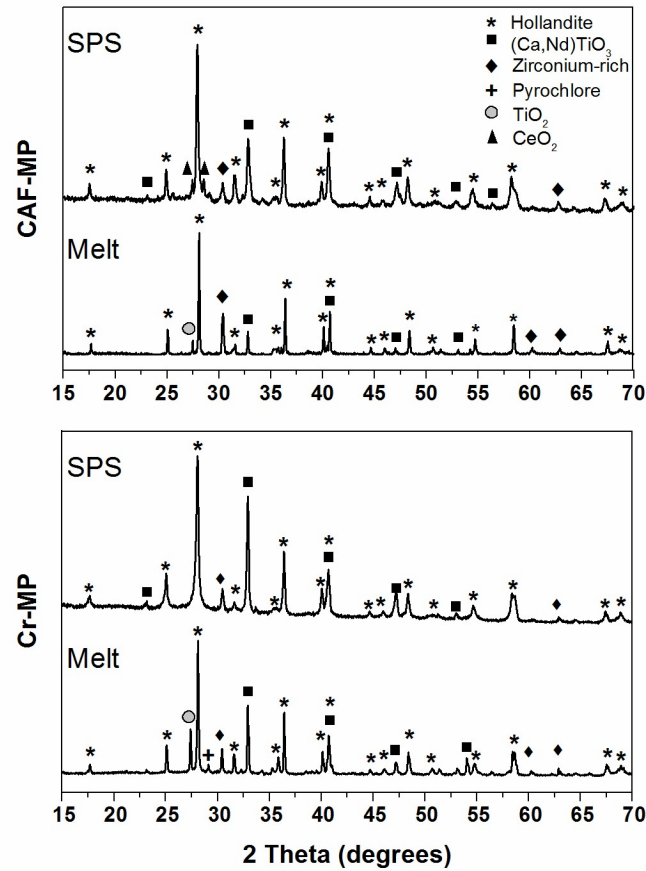 SPS
* Hollandite
■ (Ca,Nd)TiO₃
◆ Zirconium-rich
+ Pyrochlore
TiO₂
▲ CeO₂
CAF-MP
Melt
15 20 25 30 35 40 45 50 55 60 65 70
SPS
Cr-MP
Melt
15 20 25 30 35 40 45 50 55 60 65 70
2 Theta (degrees)